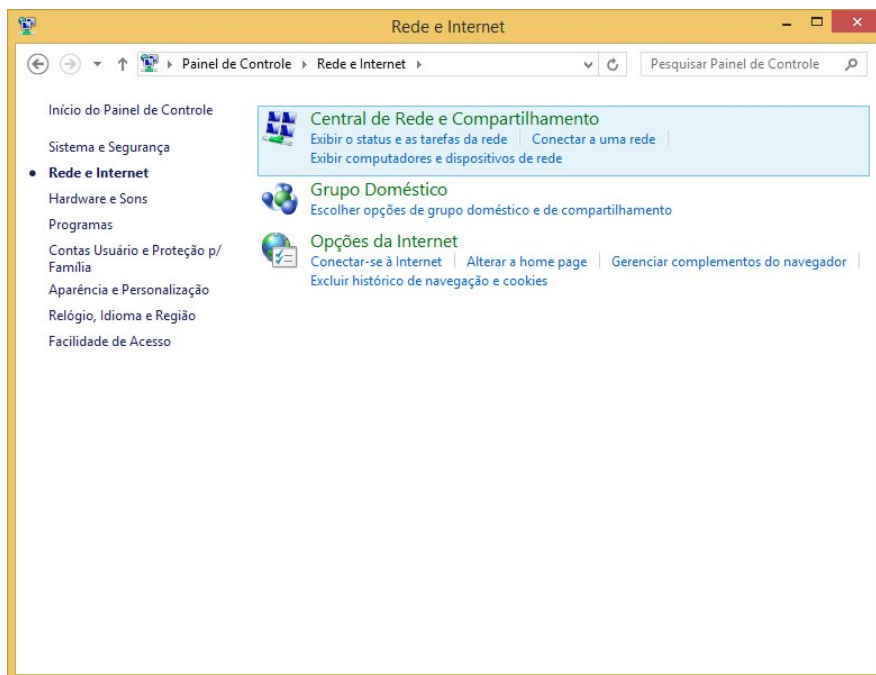 Rede e Internet
Painel de Controle
Rede e Internet
Pesquisar Painel de Controle
Início do Painel de Controle
Sistema e Segurança
Rede e Internet
Hardware e Sons
Programas
Contas Usuário e Proteção p/
Família
Aparência e Personalização
Relógio, Idioma e Região
Facilidade de Acesso
Central de Rede e Compartilhamento
Exibir o status e as tarefas da rede Conectar a uma rede
Exibir computadores e dispositivos de rede
Grupo Doméstico
Escolher opções de grupo doméstico e de compartilhamento
Opções da Internet
Conectar-se à Internet Alterar a home page Gerenciar complementos do navegador
Excluir histórico de navegação e cookies